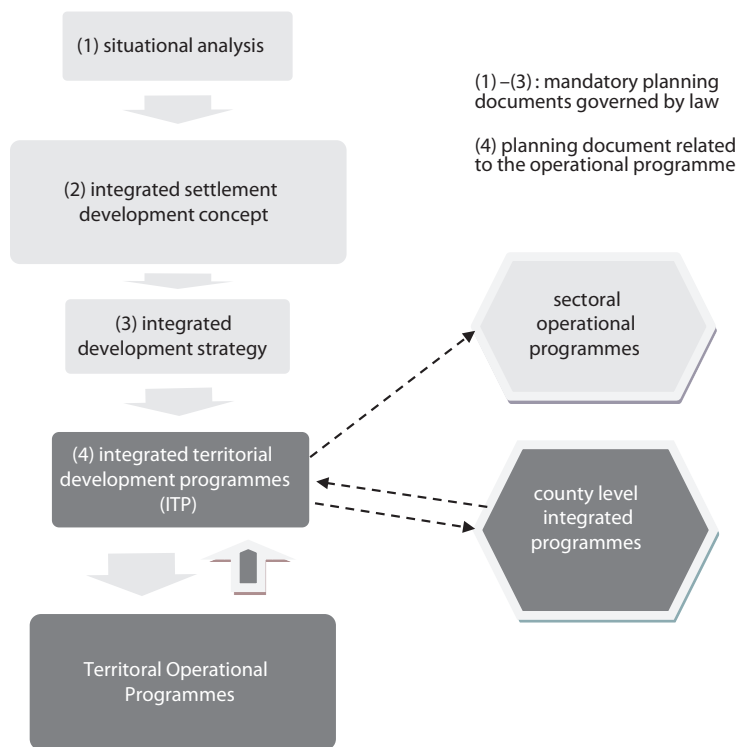 (1) situational analysis
(1) –(3) : mandatory planning
documents governed by law
(4) planning document related
to the operational programme
(2) integrated settlement
development concept
(3) integrated
development strategy
sectoral
operational
programmes
(4) integrated territorial
development programmes
(ITP)
county level
integrated
programmes
Territoral Operational
Programmes